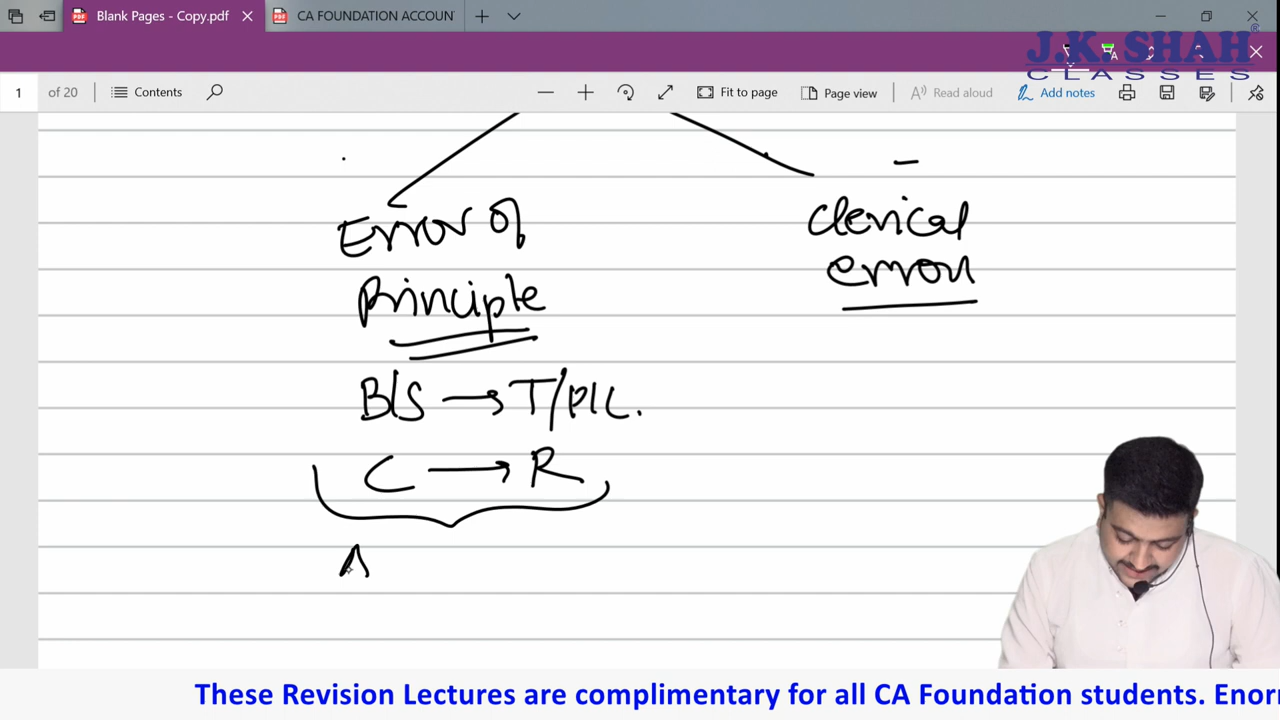 Blank Pages - Copy.pdf
CA FOUNDATION ACCOUN
J.K. SHAH®
CLASSES
1 of 20
Contents
Fit to page
Page view
Read aloud
Add notes
Error of
Principle
B/S → T/P/L.
C → R
A
Clerical
error
These Revision Lectures are complimentary for all CA Foundation students. Enor